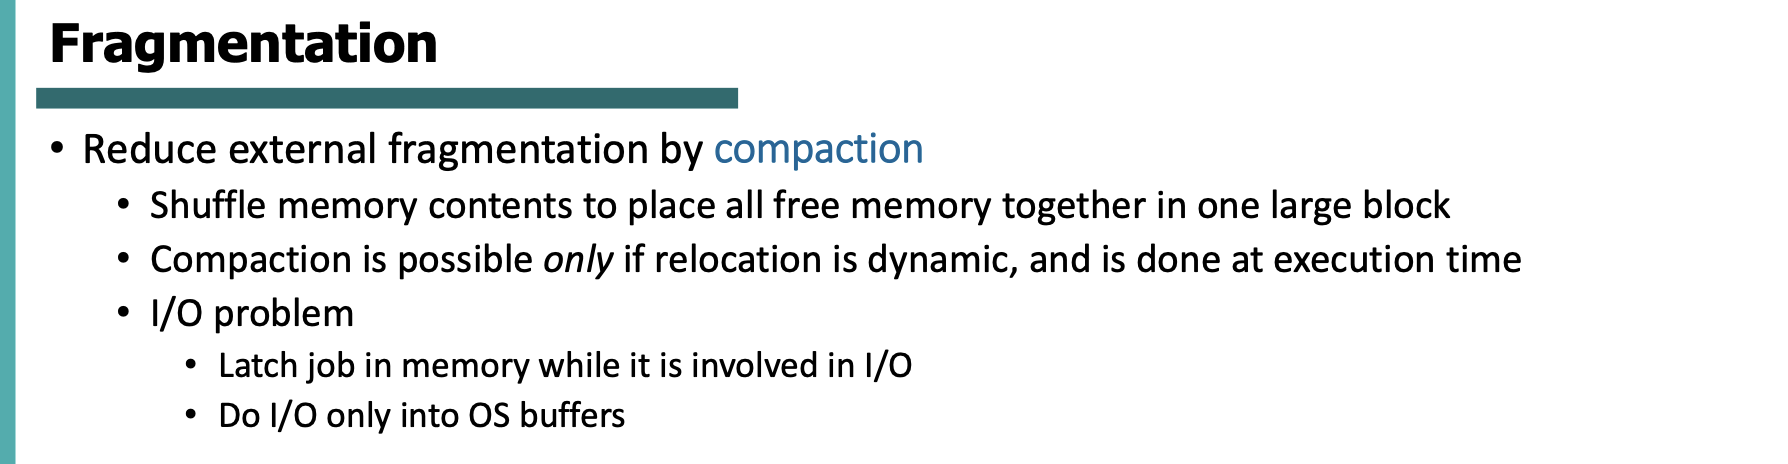 Fragmentation
• Reduce external fragmentation by compaction
• Shuffle memory contents to place all free memory together in one large block
• Compaction is possible only if relocation is dynamic, and is done at execution time
• I/O problem
• Latch job in memory while it is involved in I/O
• Do I/O only into OS buffers